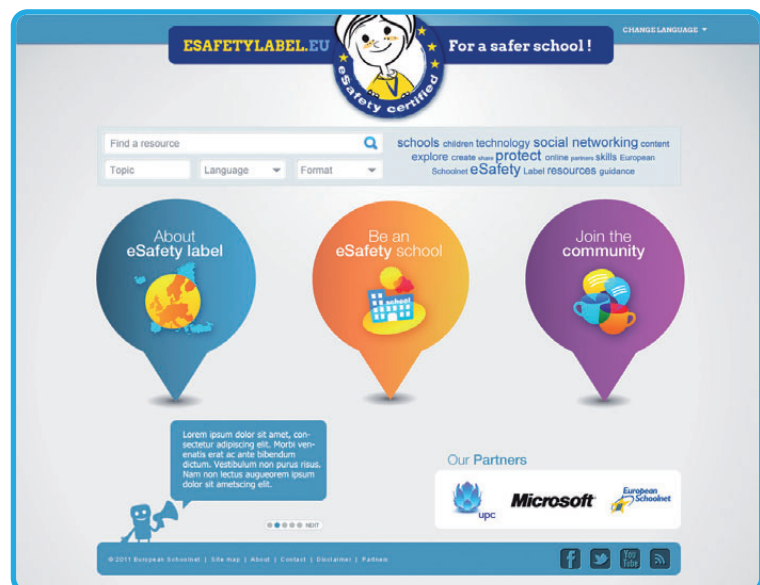 CHANGE LANGUAGE
ESAFETYLABEL.EU
For a safer school !
eSafety certified
Find a resource
Topic
Language
Format
schools children technology social networking content
explore create share protect online partners skills European
Schoolnet eSafety Label resources guidance
About
eSafety label
Be an
eSafety school
school
Join the
community
Lorem ipsum dolor sit amet, con-
sectetur adipiscing elit. Morbi ven-
enatis erat ac ante bibendum
dictum. Vestibulum non purus risus.
Nam non lectus augueorem ipsum
dolor sit ametscing elit.
NEXT
Our Partners
upc
Microsoft
European
Schoolnet
© 2011 European Schoolnet | Site map | About | Contact | Disclaimer | Partners
f
You
Tube